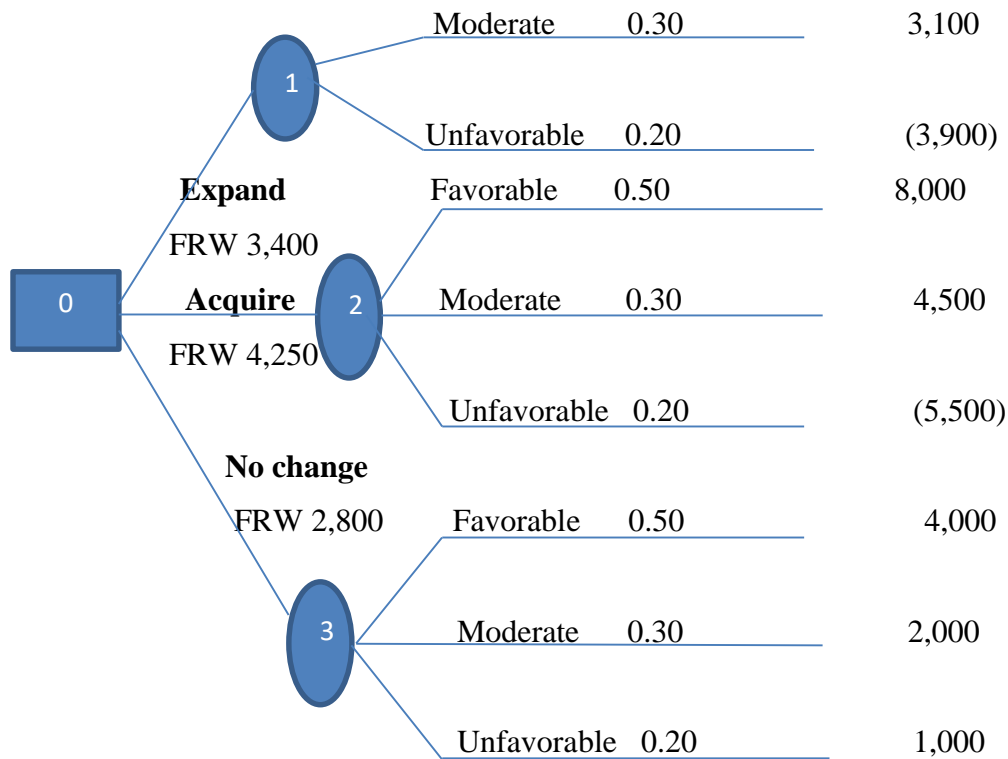 Moderate 0.30 3,100
1
Unfavorable 0.20 (3,900)
Expand Favorable 0.50 8,000
FRW 3,400
0 Acquire 2 Moderate 0.30 4,500
FRW 4,250
Unfavorable 0.20 (5,500)
No change
FRW 2,800 Favorable 0.50 4,000
3 Moderate 0.30 2,000
Unfavorable 0.20 1,000